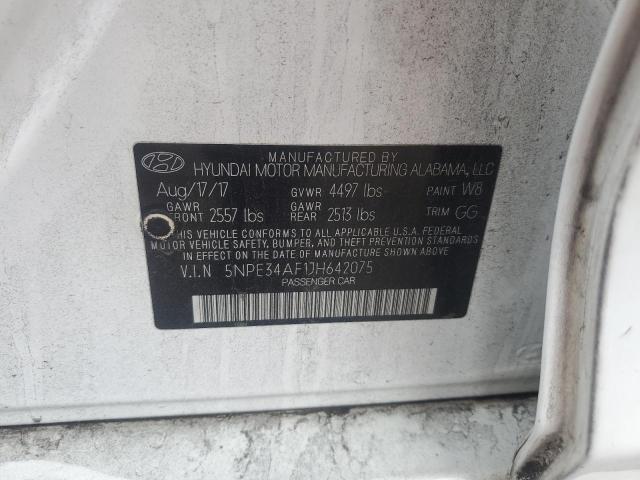 MANUFACTURED BY
HYUNDAI MOTOR MANUFACTURING ALABAMA, LLC
Aug/17/17 GVWR 4497 lbs PAINT W8
GAWR FRONT 2557 lbs GAWR REAR 2513 lbs TRIM GG
THIS VEHICLE CONFORMS TO ALL APPLICABLE U.S.A. FEDERAL
MOTOR VEHICLE SAFETY, BUMPER, AND THEFT PREVENTION
STANDARDS IN EFFECT ON THE DATE OF MANUFACTURE SHOWN ABOVE
V.I.N 5NPE34AF1JH642075
PASSENGER CAR